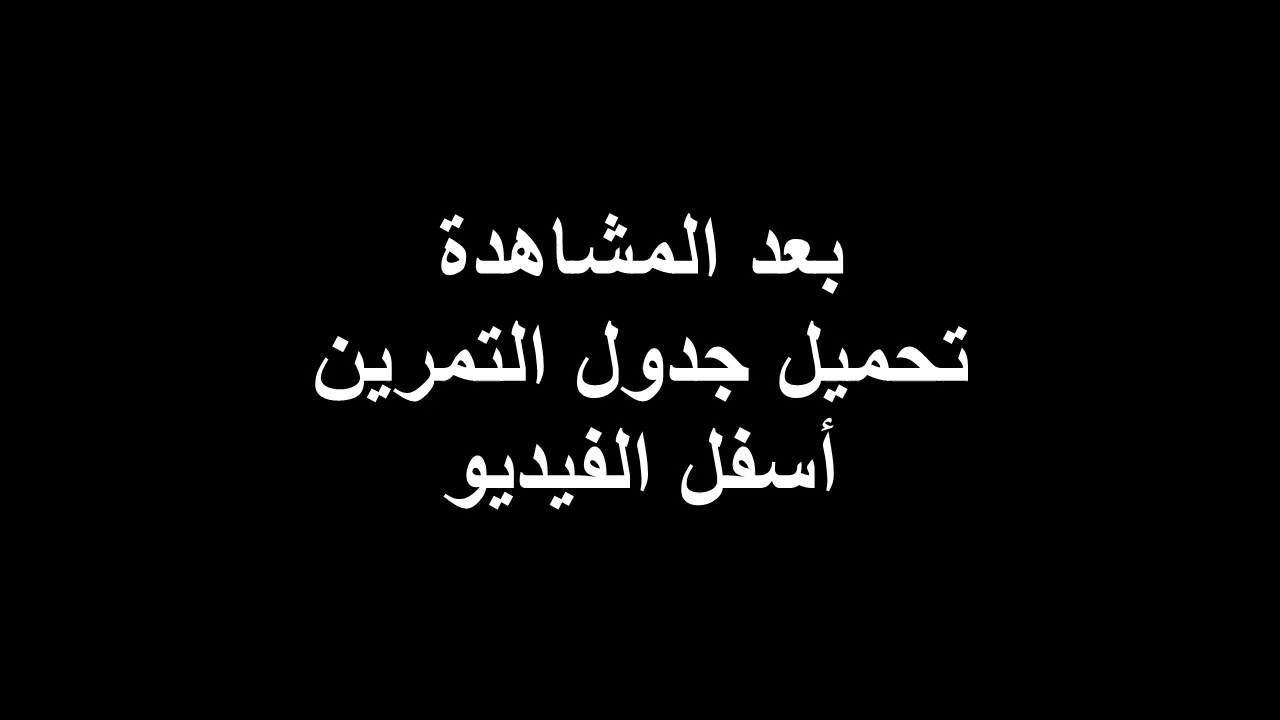 بعد المشاهدة
تحميل جدول التمرين
أسفل الفيديو